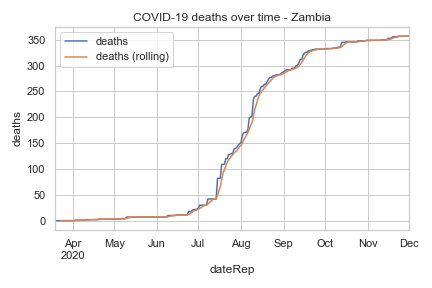 COVID-19 deaths over time - Zambia
deaths
deaths (rolling)
350
300
250
200
150
100
50
0
deaths
Apr May Jun Jul Aug Sep Oct Nov Dec
2020
dateRep